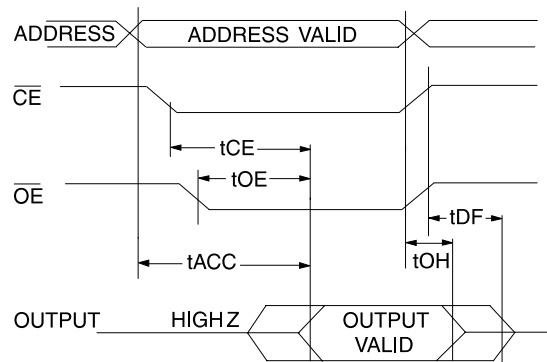 ADDRESS
ADDRESS VALID
CE
tCE
tOE
OE
tDF
tACC
tOH
OUTPUT
HIGH Z
OUTPUT
VALID